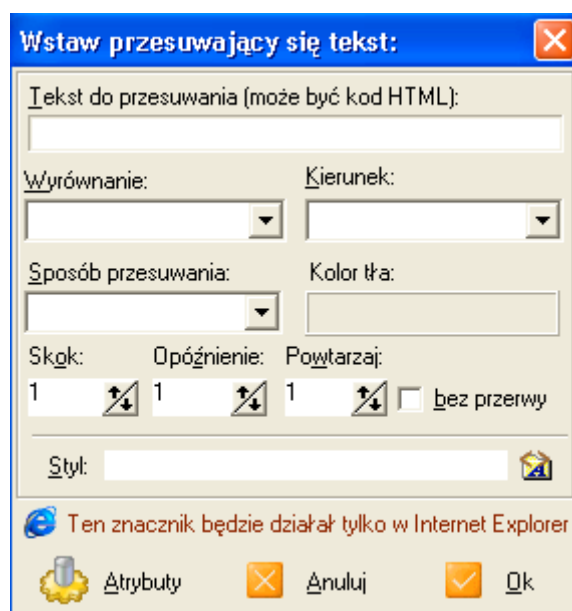 Wstaw przesuwający się tekst:
Tekst do przesuwania (może być kod HTML):
Wyrównanie: Kierunek:
Sposób przesuwania: Kolor tła:
Skok: Opóźnienie: Powtarzaj:
1 1 1 bez przerwy
Styl:
Ten znacznik będzie działał tylko w Internet Explorer
Atrybuty Anuluj Ok